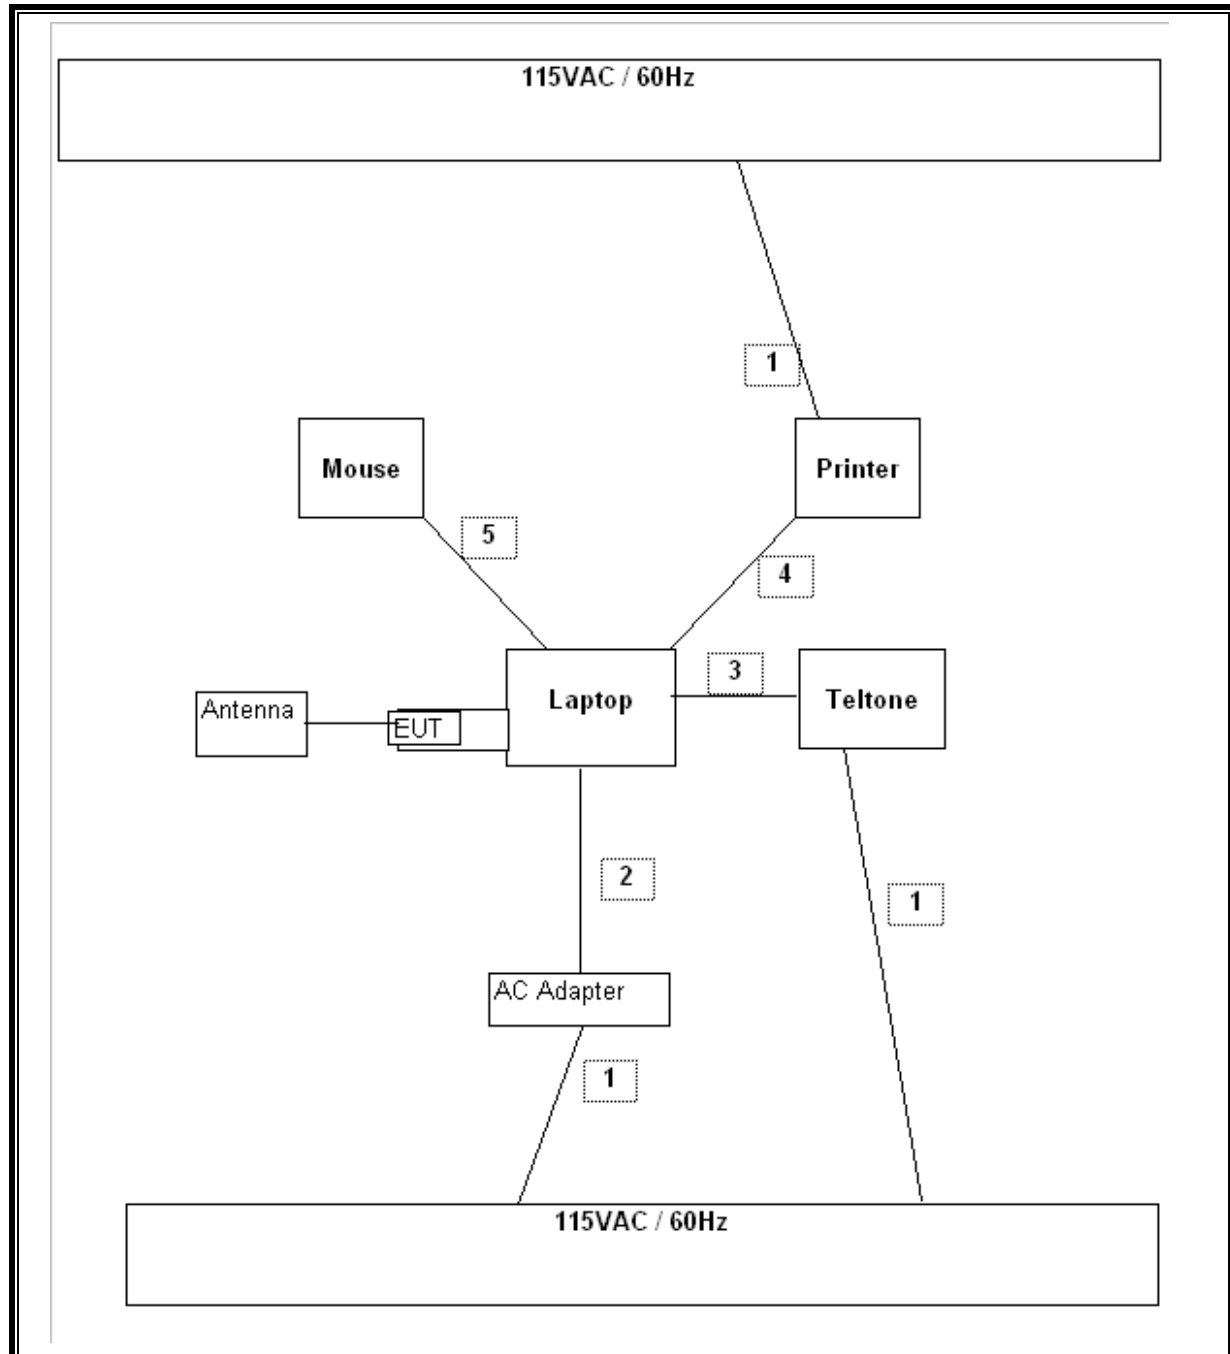 115VAC / 60Hz
1
Mouse
Printer
5
4
Laptop
3
Teltone
Antenna
EUT
2
1
AC Adapter
1
115VAC / 60Hz